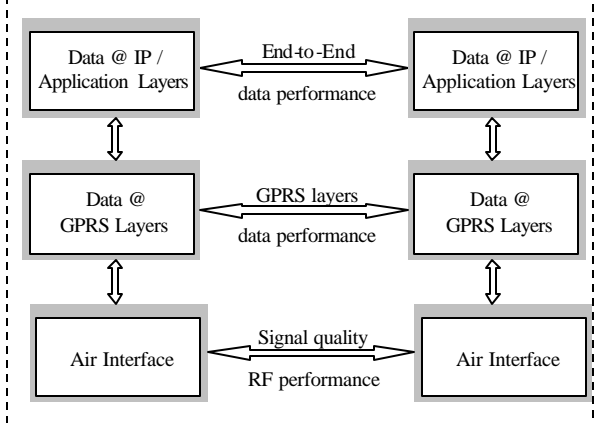 Data @ IP /
Application Layers
End-to-End
data performance
Data @ IP /
Application Layers
Data @
GPRS Layers
GPRS layers
data performance
Data @
GPRS Layers
Air Interface
Signal quality
RF performance
Air Interface